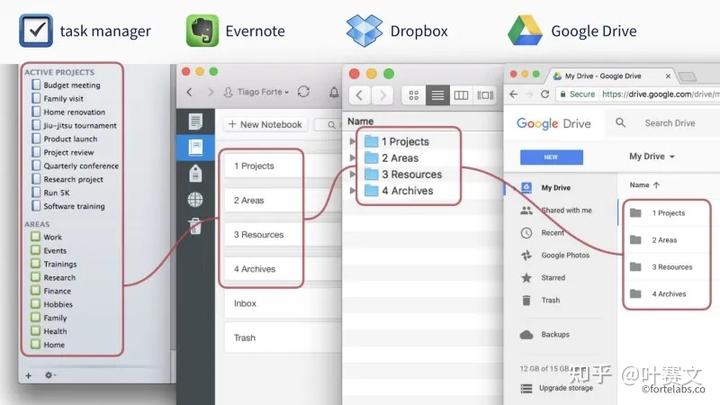 task manager
Evernote
Dropbox
Google Drive
ACTIVE PROJECTS
Budget meeting
Family visit
Home renovation
Jiu-jitsu tournament
Product launch
Project review
Quarterly conference
Research project
Run 5K
Software training
AREAS
Work
Events
Trainings
Research
Finance
Hobbies
Family
Health
Home
Tiago Forte
+ New Notebook
1 Projects
2 Areas
3 Resources
4 Archives
Inbox
Trash
Name
1 Projects
2 Areas
3 Resources
4 Archives
My Drive - Google Drive
Secure
https://drive.google.com/drive/m
Google Drive
Search Drive
NEW
My Drive
My Drive
Shared with me
Recent
Google Photos
Starred
Trash
Backups
12 GB of 15 GB
Upgrade storage
Name
1 Projects
2 Areas
3 Resources
4 Archives
知乎 @叶赛文
©fortelabs.co